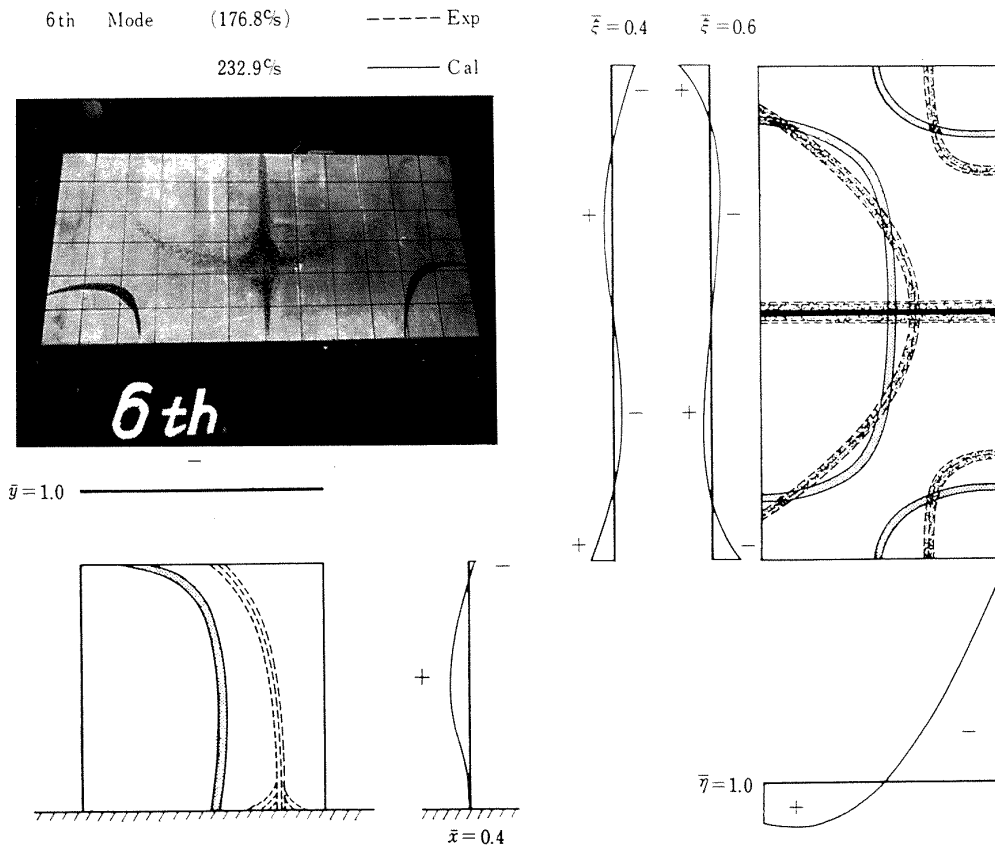 6th Mode (176.8c/s) ----- Exp
232.9c/s ——— Cal
ξ̄=0.4 ξ̄=0.6
− + −
+ −
− +
+ −
6th
−
ȳ=1.0
−
+
x̄=0.4
−
η̄=1.0
+